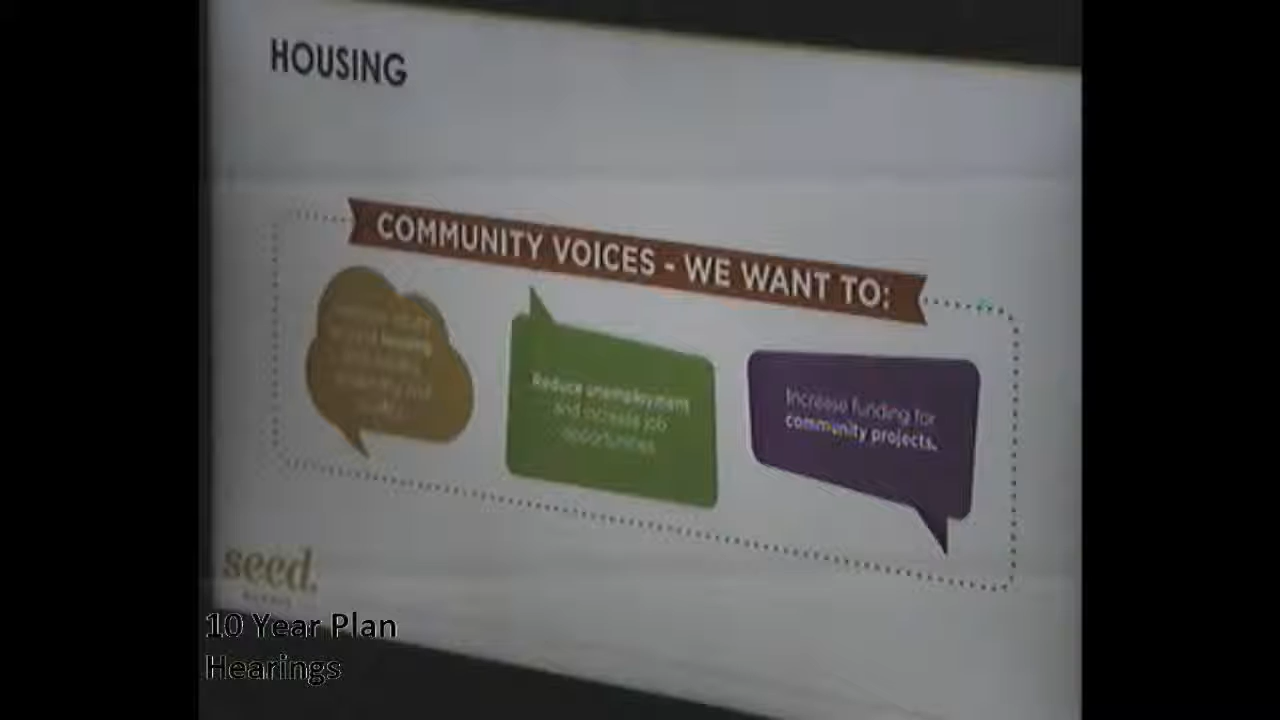 HOUSING
COMMUNITY VOICES - WE WANT TO:
housing
Reduce unemployment
and increase job
opportunities.
Increase funding for
community projects.
seed.
10 Year Plan
Hearings